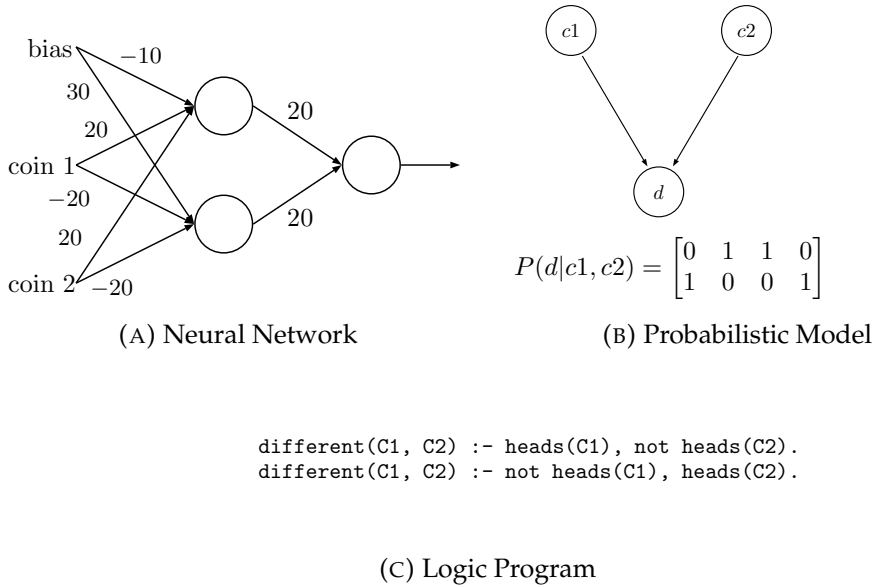 bias
−10
30
20
20
coin 1
−20
20
20
coin 2
−20
(A) Neural Network
c1
c2
d
P(d|c1, c2) = [0 1 1 0
1 0 0 1]
(B) Probabilistic Model
different(C1, C2) :- heads(C1), not heads(C2).
different(C1, C2) :- not heads(C1), heads(C2).
(C) Logic Program